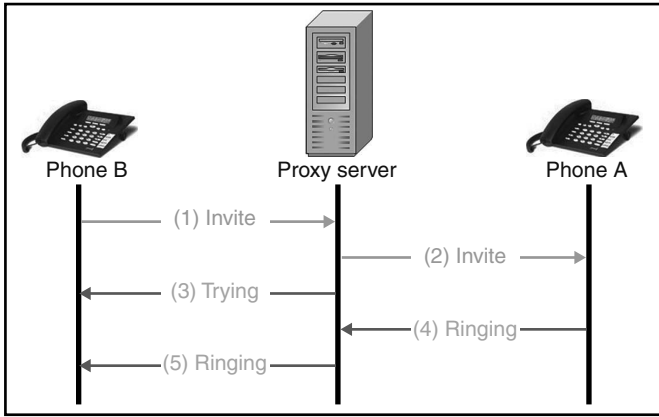 Phone B
Proxy server
Phone A
(1) Invite
(2) Invite
(3) Trying
(4) Ringing
(5) Ringing